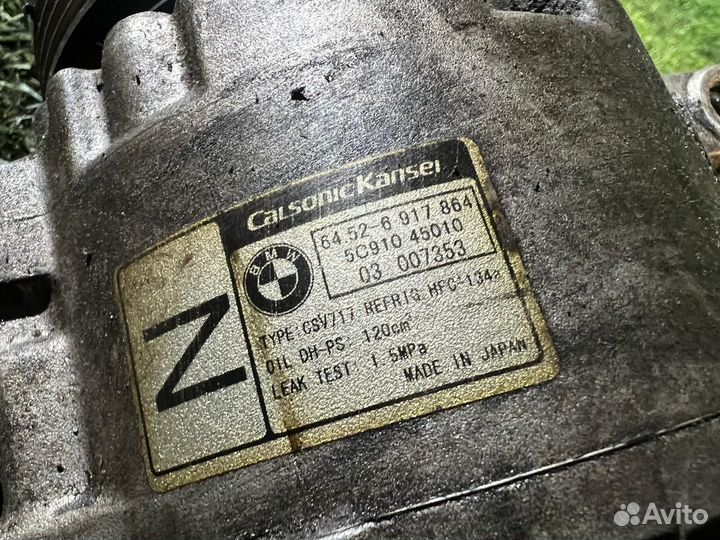 CalsonicKansei
BMW
64-52-6 917 864
5C910 45010
03 007353
Z
TYPE:CSV717 REFRIG.HFC-134a
OIL DH-PS 120cm³
LEAK TEST: 1.5MPa
MADE IN JAPAN
Avito